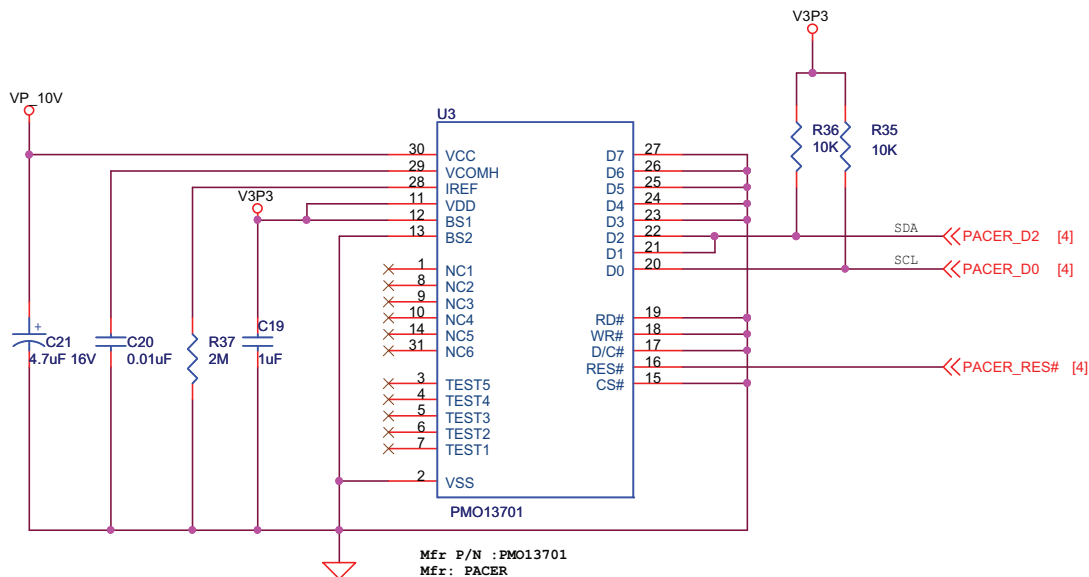 V3P3
VP_10V
U3
R36
10K
R35
10K
30 VCC
29 VCOMH
28 IREF
11 VDD
12 BS1
13 BS2
V3P3
1 NC1
8 NC2
9 NC3
10 NC4
14 NC5
31 NC6
3 TEST5
4 TEST4
5 TEST3
6 TEST2
7 TEST1
2 VSS
D7 27
D6 26
D5 25
D4 24
D3 23
D2 22
D1 21
D0 20
RD# 19
WR# 18
D/C# 17
RES# 16
CS# 15
SDA
PACER_D2 [4]
SCL
PACER_D0 [4]
PACER_RES# [4]
C21
4.7uF 16V
C20
0.01uF
R37
2M
C19
1uF
+
PMO13701
Mfr P/N :PMO13701
Mfr: PACER